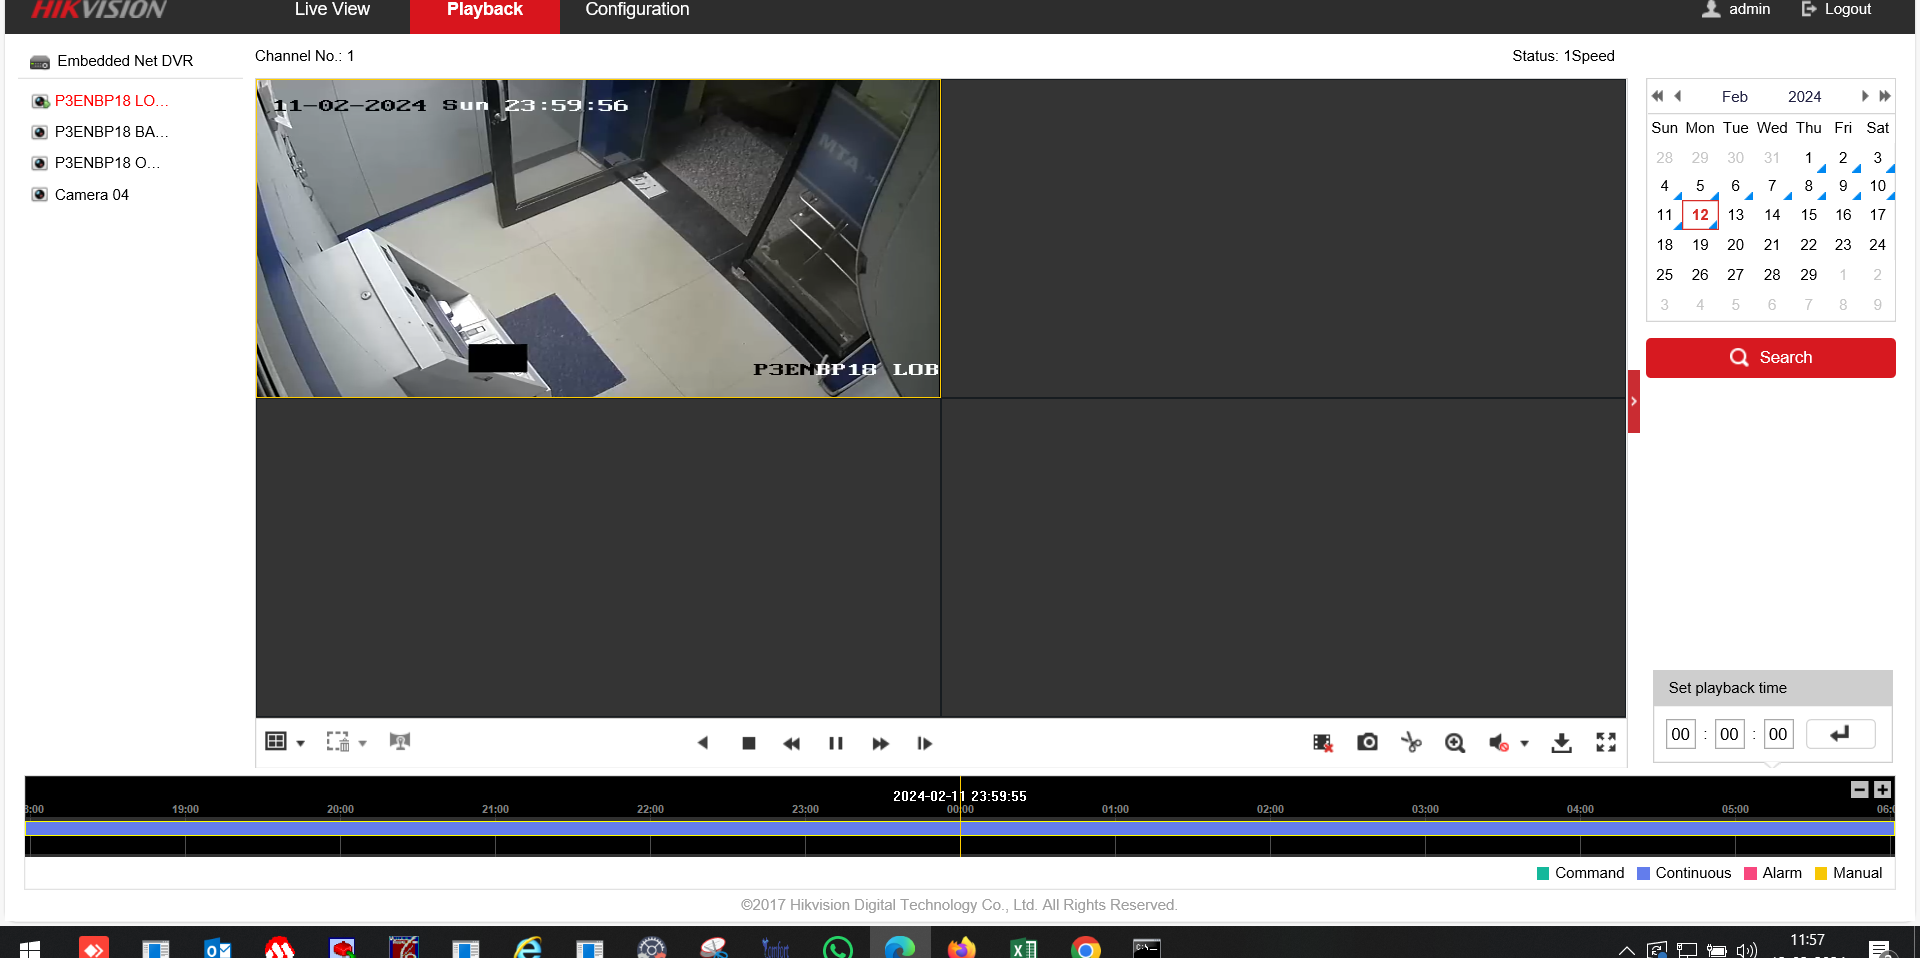 HIKVISION Live View Playback Configuration admin Logout
Embedded Net DVR
P3ENBP18 LO...
P3ENBP18 BA...
P3ENBP18 O...
Camera 04
Channel No.: 1 Status: 1Speed
11-02-2024 Sun 23:59:56
MTA
P3ENBP18 LOB
Feb 2024
Sun Mon Tue Wed Thu Fri Sat
28 29 30 31 1 2 3
4 5 6 7 8 9 10
11 12 13 14 15 16 17
18 19 20 21 22 23 24
25 26 27 28 29 1 2
3 4 5 6 7 8 9
Search
Set playback time
00 : 00 : 00
2024-02-11 23:59:55
8:00 19:00 20:00 21:00 22:00 23:00 00:00 01:00 02:00 03:00 04:00 05:00 06:0
Command Continuous Alarm Manual
©2017 Hikvision Digital Technology Co., Ltd. All Rights Reserved.
11:57